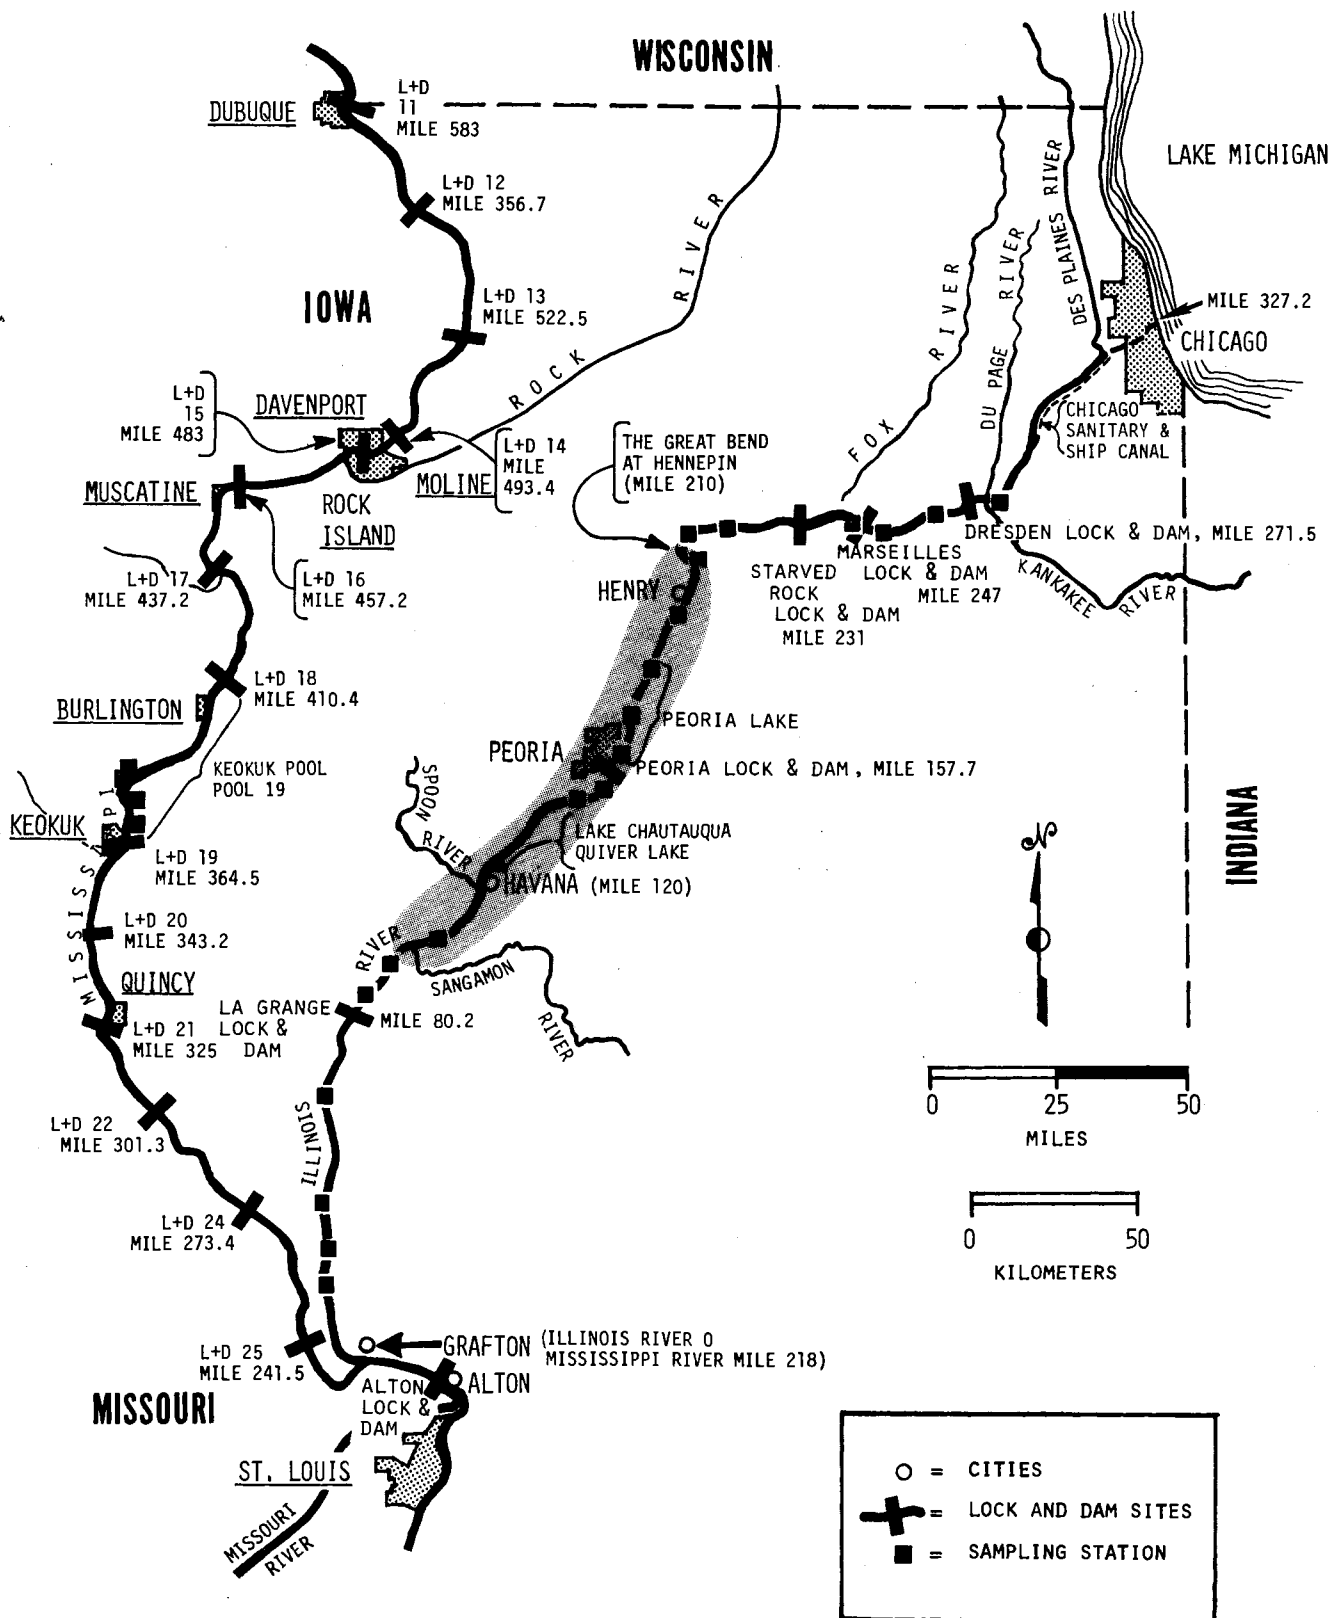 WISCONSIN
DUBUQUE
L+D
11
MILE 583
LAKE MICHIGAN
L+D 12
MILE 356.7
ROCK RIVER
FOX RIVER
DU PAGE RIVER
DES PLAINES RIVER
IOWA
L+D 13
MILE 522.5
MILE 327.2
CHICAGO
L+D
15
MILE 483
DAVENPORT
CHICAGO
SANITARY &
SHIP CANAL
L+D 14
MILE
493.4
THE GREAT BEND
AT HENNEPIN
(MILE 210)
MUSCATINE
MOLINE
ROCK
ISLAND
DRESDEN LOCK & DAM, MILE 271.5
MARSEILLES
LOCK & DAM
MILE 247
STARVED
ROCK
LOCK & DAM
MILE 231
KANKAKEE RIVER
L+D 17
MILE 437.2
L+D 16
MILE 457.2
HENRY
L+D 18
MILE 410.4
BURLINGTON
PEORIA LAKE
PEORIA
PEORIA LOCK & DAM, MILE 157.7
KEOKUK POOL
POOL 19
SPOON
RIVER
KEOKUK
LAKE CHAUTAUQUA
QUIVER LAKE
N
INDIANA
L+D 19
MILE 364.5
HAVANA (MILE 120)
L+D 20
MILE 343.2
MISSISS PI
RIVER
SANGAMON
RIVER
QUINCY
LA GRANGE
LOCK &
DAM
MILE 80.2
L+D 21
MILE 325
0 25 50
MILES
L+D 22
MILE 301.3
ILLINOIS
L+D 24
MILE 273.4
0 50
KILOMETERS
GRAFTON (ILLINOIS RIVER 0
MISSISSIPPI RIVER MILE 218)
L+D 25
MILE 241.5
ALTON
ALTON
LOCK &
DAM
MISSOURI
ST. LOUIS
MISSOURI
RIVER
= CITIES
= LOCK AND DAM SITES
= SAMPLING STATION